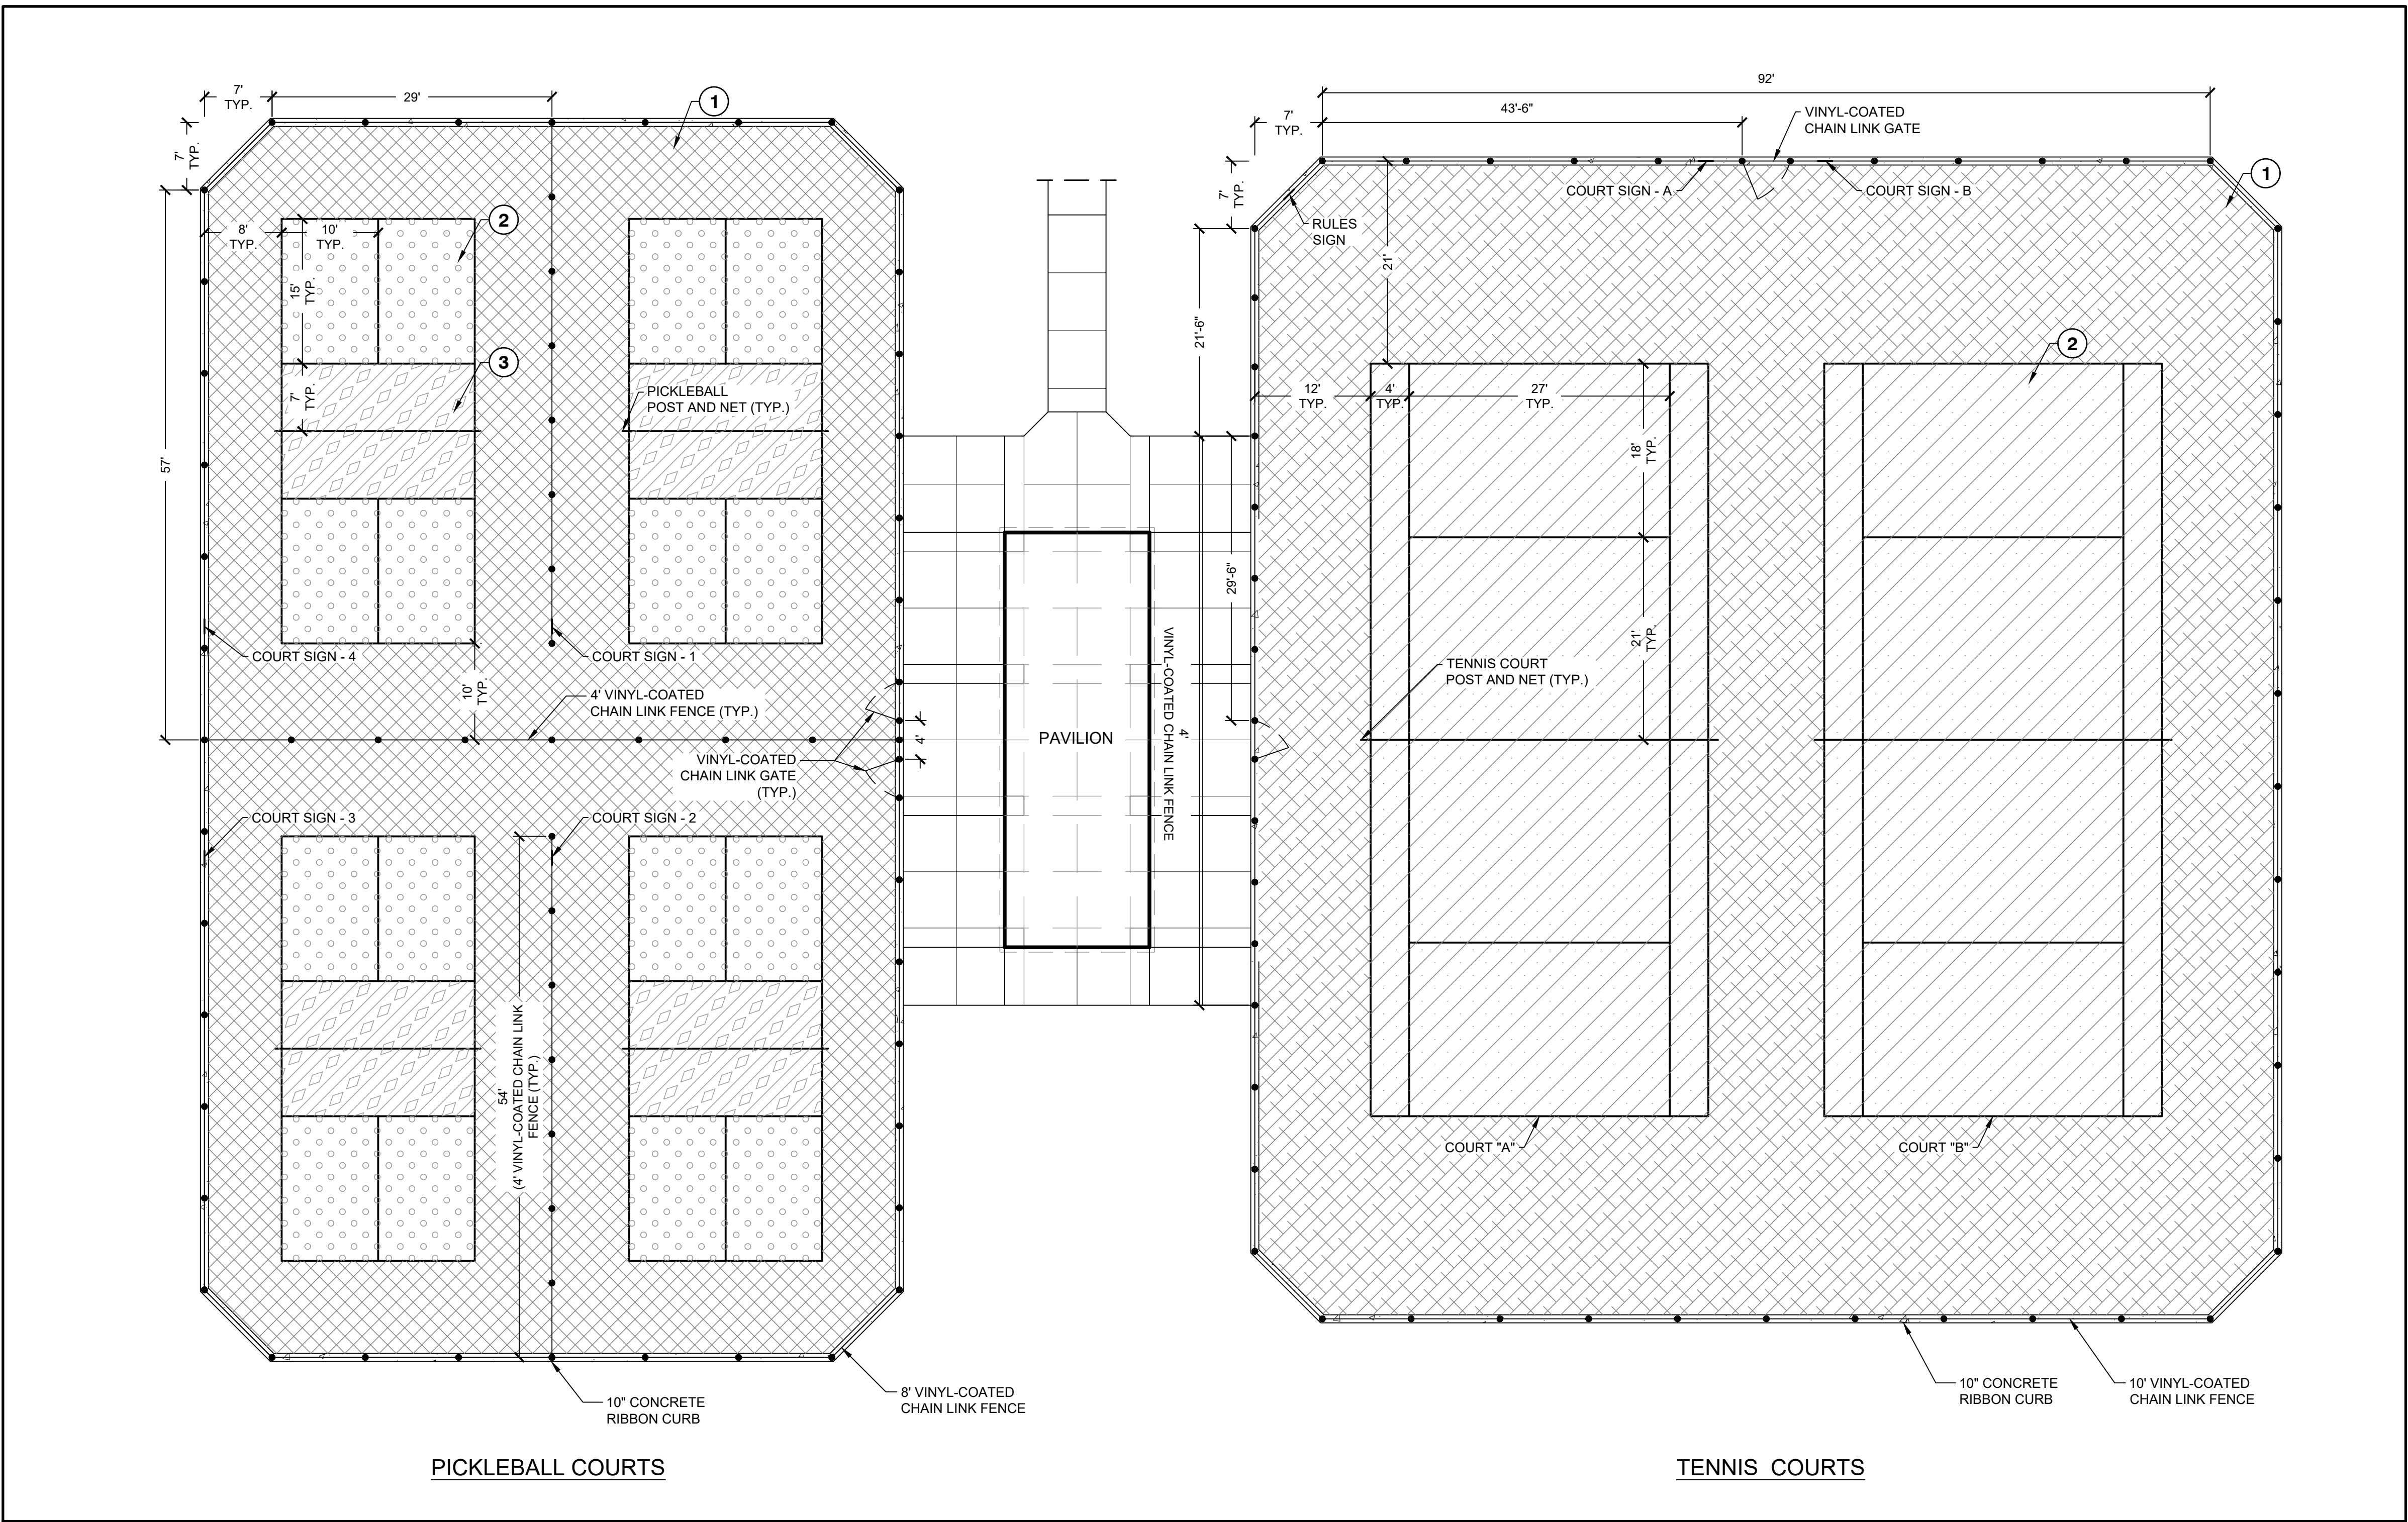 92'
7'
TYP.
29'
1
43'-6"
7'
TYP.
VINYL-COATED
CHAIN LINK GATE
7'
TYP.
7'
TYP.
COURT SIGN - A
COURT SIGN - B
1
RULES
SIGN
8'
TYP.
10'
TYP.
2
15'
TYP.
21'
3
7'
TYP.
PICKLEBALL
POST AND NET (TYP.)
21'-6"
2
12'
TYP.
4'
TYP.
27'
TYP.
18'
TYP.
57'
29'-6"
21'
TYP.
COURT SIGN - 4
COURT SIGN - 1
10'
TYP.
4' VINYL-COATED
CHAIN LINK FENCE (TYP.)
VINYL-COATED
CHAIN LINK GATE
(TYP.)
4'
PAVILION
4'
VINYL-COATED CHAIN LINK FENCE
TENNIS COURT
POST AND NET (TYP.)
COURT SIGN - 3
COURT SIGN - 2
54'
(4' VINYL-COATED CHAIN LINK
FENCE (TYP.)
COURT "A"
COURT "B"
10" CONCRETE
RIBBON CURB
8' VINYL-COATED
CHAIN LINK FENCE
10" CONCRETE
RIBBON CURB
10' VINYL-COATED
CHAIN LINK FENCE
PICKLEBALL COURTS
TENNIS COURTS